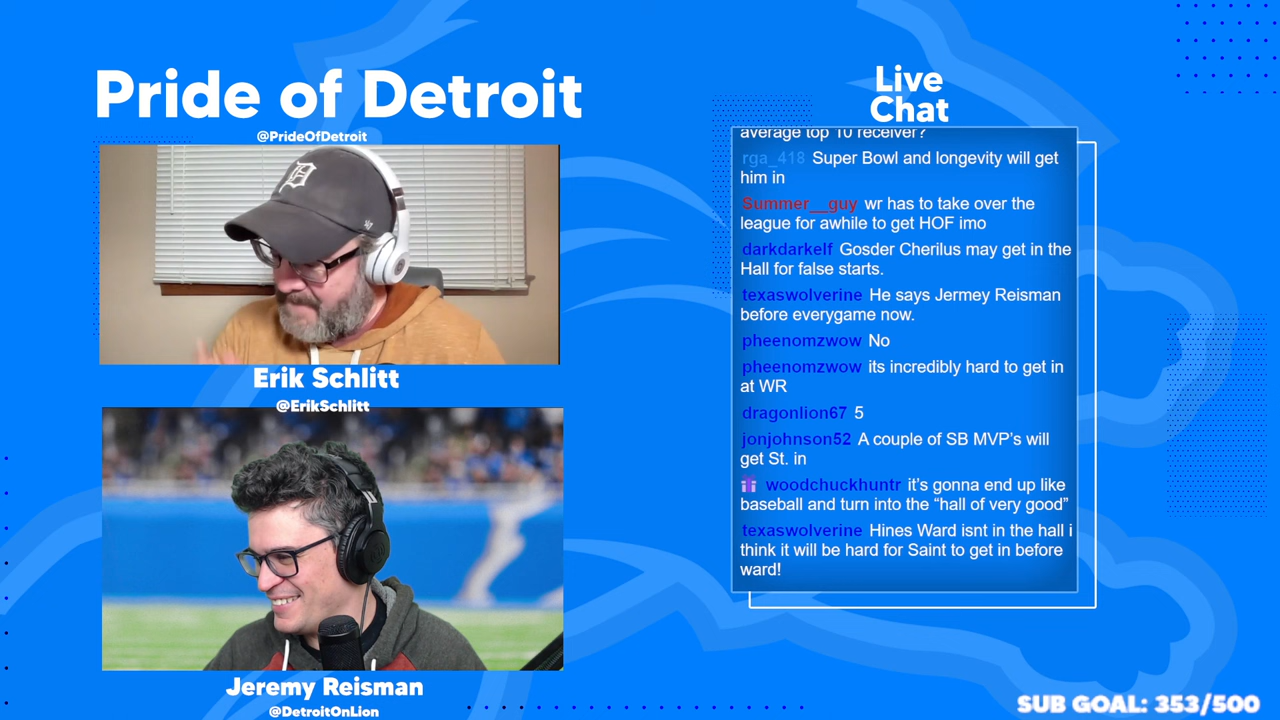 Pride of Detroit
@PrideOfDetroit
Erik Schlitt
@ErikSchlitt
Jeremy Reisman
@DetroitOnLion
Live
Chat
average top 10 receiver?
rga_418 Super Bowl and longevity will get
him in
Summer__guy wr has to take over the
league for awhile to get HOF imo
darkdarkelf Gosder Cherilus may get in the
Hall for false starts.
texaswolverine He says Jermey Reisman
before everygame now.
pheenomzwow No
pheenomzwow its incredibly hard to get in
at WR
dragonlion67 5
jonjohnson52 A couple of SB MVP's will
get St. in
woodchuckhuntr it's gonna end up like
baseball and turn into the “hall of very good”
texaswolverine Hines Ward isnt in the hall i
think it will be hard for Saint to get in before
ward!
SUB GOAL: 353/500